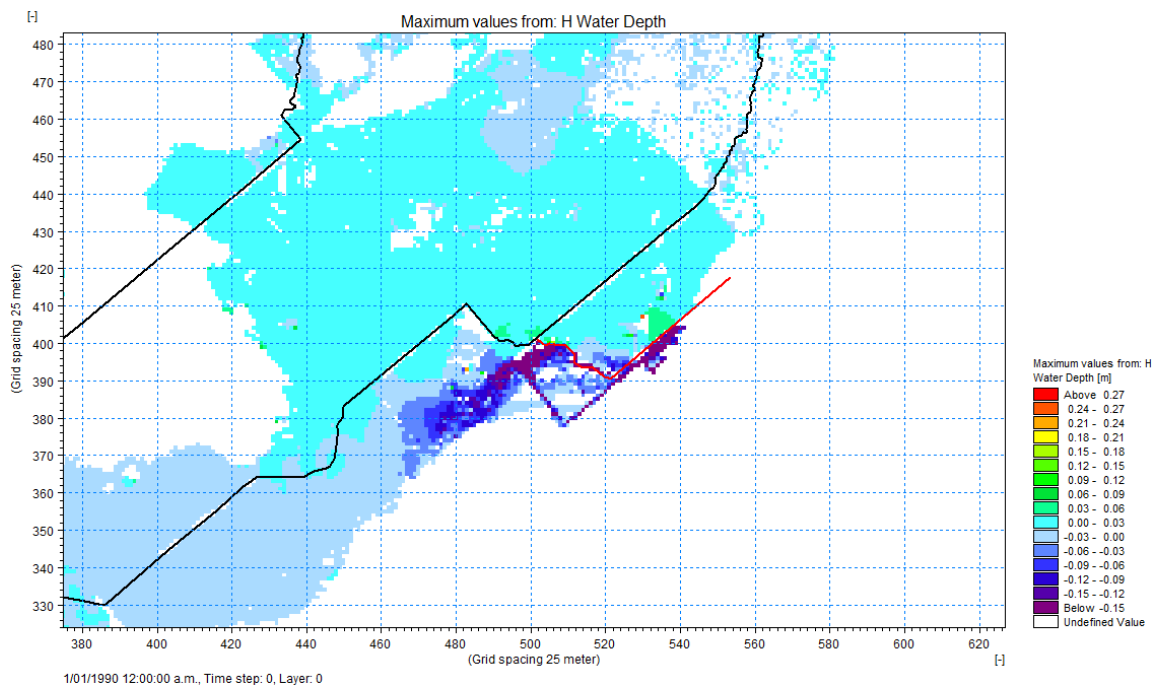 [-]
Maximum values from: H Water Depth
480
470
460
450
440
430
420
410
400
390
380
370
360
350
340
330
(Grid spacing 25 meter)
380 400 420 440 460 480 500 520 540 560 580 600 620
(Grid spacing 25 meter)
[-]
1/01/1990 12:00:00 a.m., Time step: 0, Layer: 0
Maximum values from: H
Water Depth [m]
Above 0.27
0.24 - 0.27
0.21 - 0.24
0.18 - 0.21
0.15 - 0.18
0.12 - 0.15
0.09 - 0.12
0.06 - 0.09
0.03 - 0.06
0.00 - 0.03
-0.03 - 0.00
-0.06 - -0.03
-0.09 - -0.06
-0.12 - -0.09
-0.15 - -0.12
Below -0.15
Undefined Value